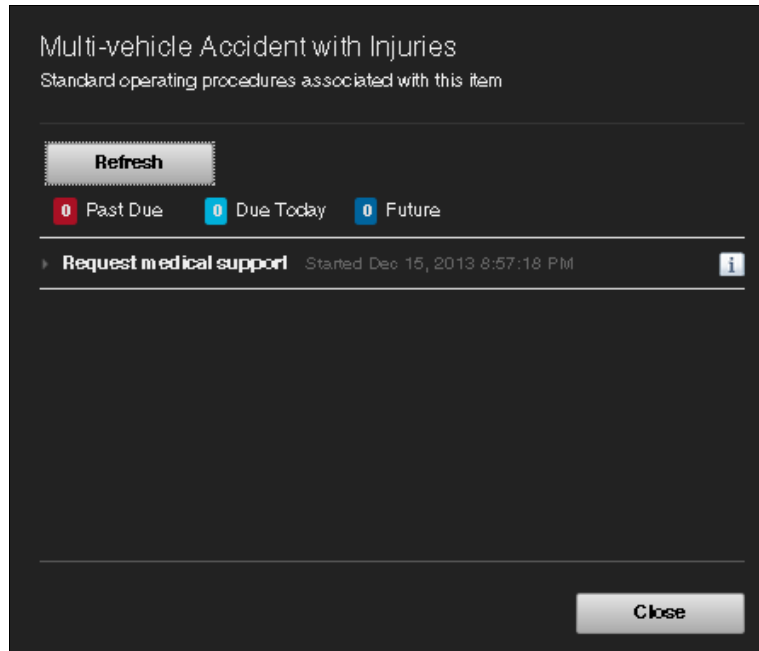 Multi-vehicle Accident with Injuries
Standard operating procedures associated with this item
Refresh
0 Past Due 0 Due Today 0 Future
Request medical support Started Dec 15, 2013 8:57:18 PM i
Close